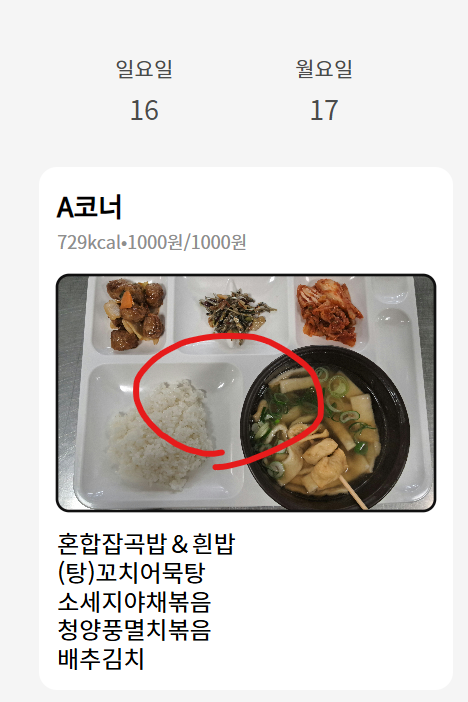 일요일 월요일
16 17
A코너
729kcal•1000원/1000원
혼합잡곡밥 & 흰밥
(탕)꼬치어묵탕
소세지야채볶음
청양풍멸치볶음
배추김치